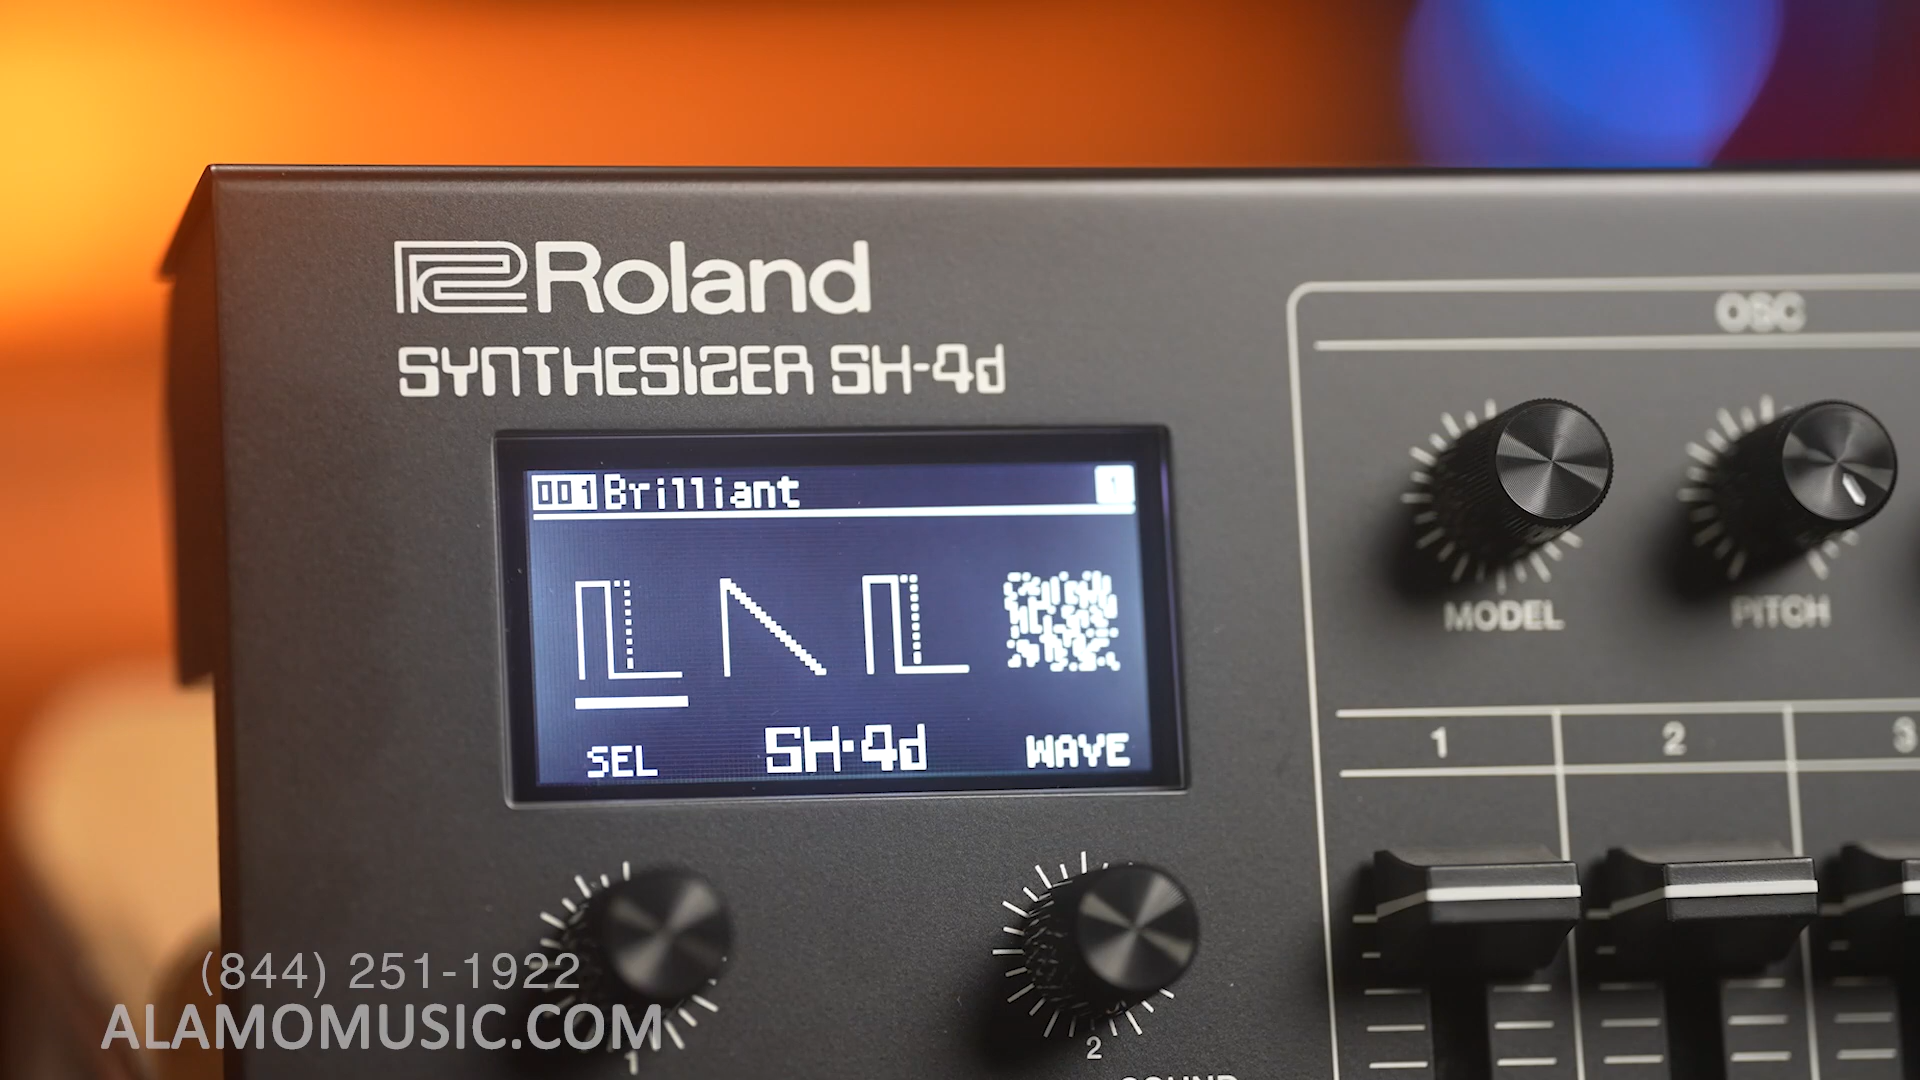 Roland
SYNTHESIZER SH-4d
OSC
001 Brilliant
1
MODEL
PITCH
SEL
SH-4d
WAVE
1
2
3
(844) 251-1922
ALAMOMUSIC.COM
1
2